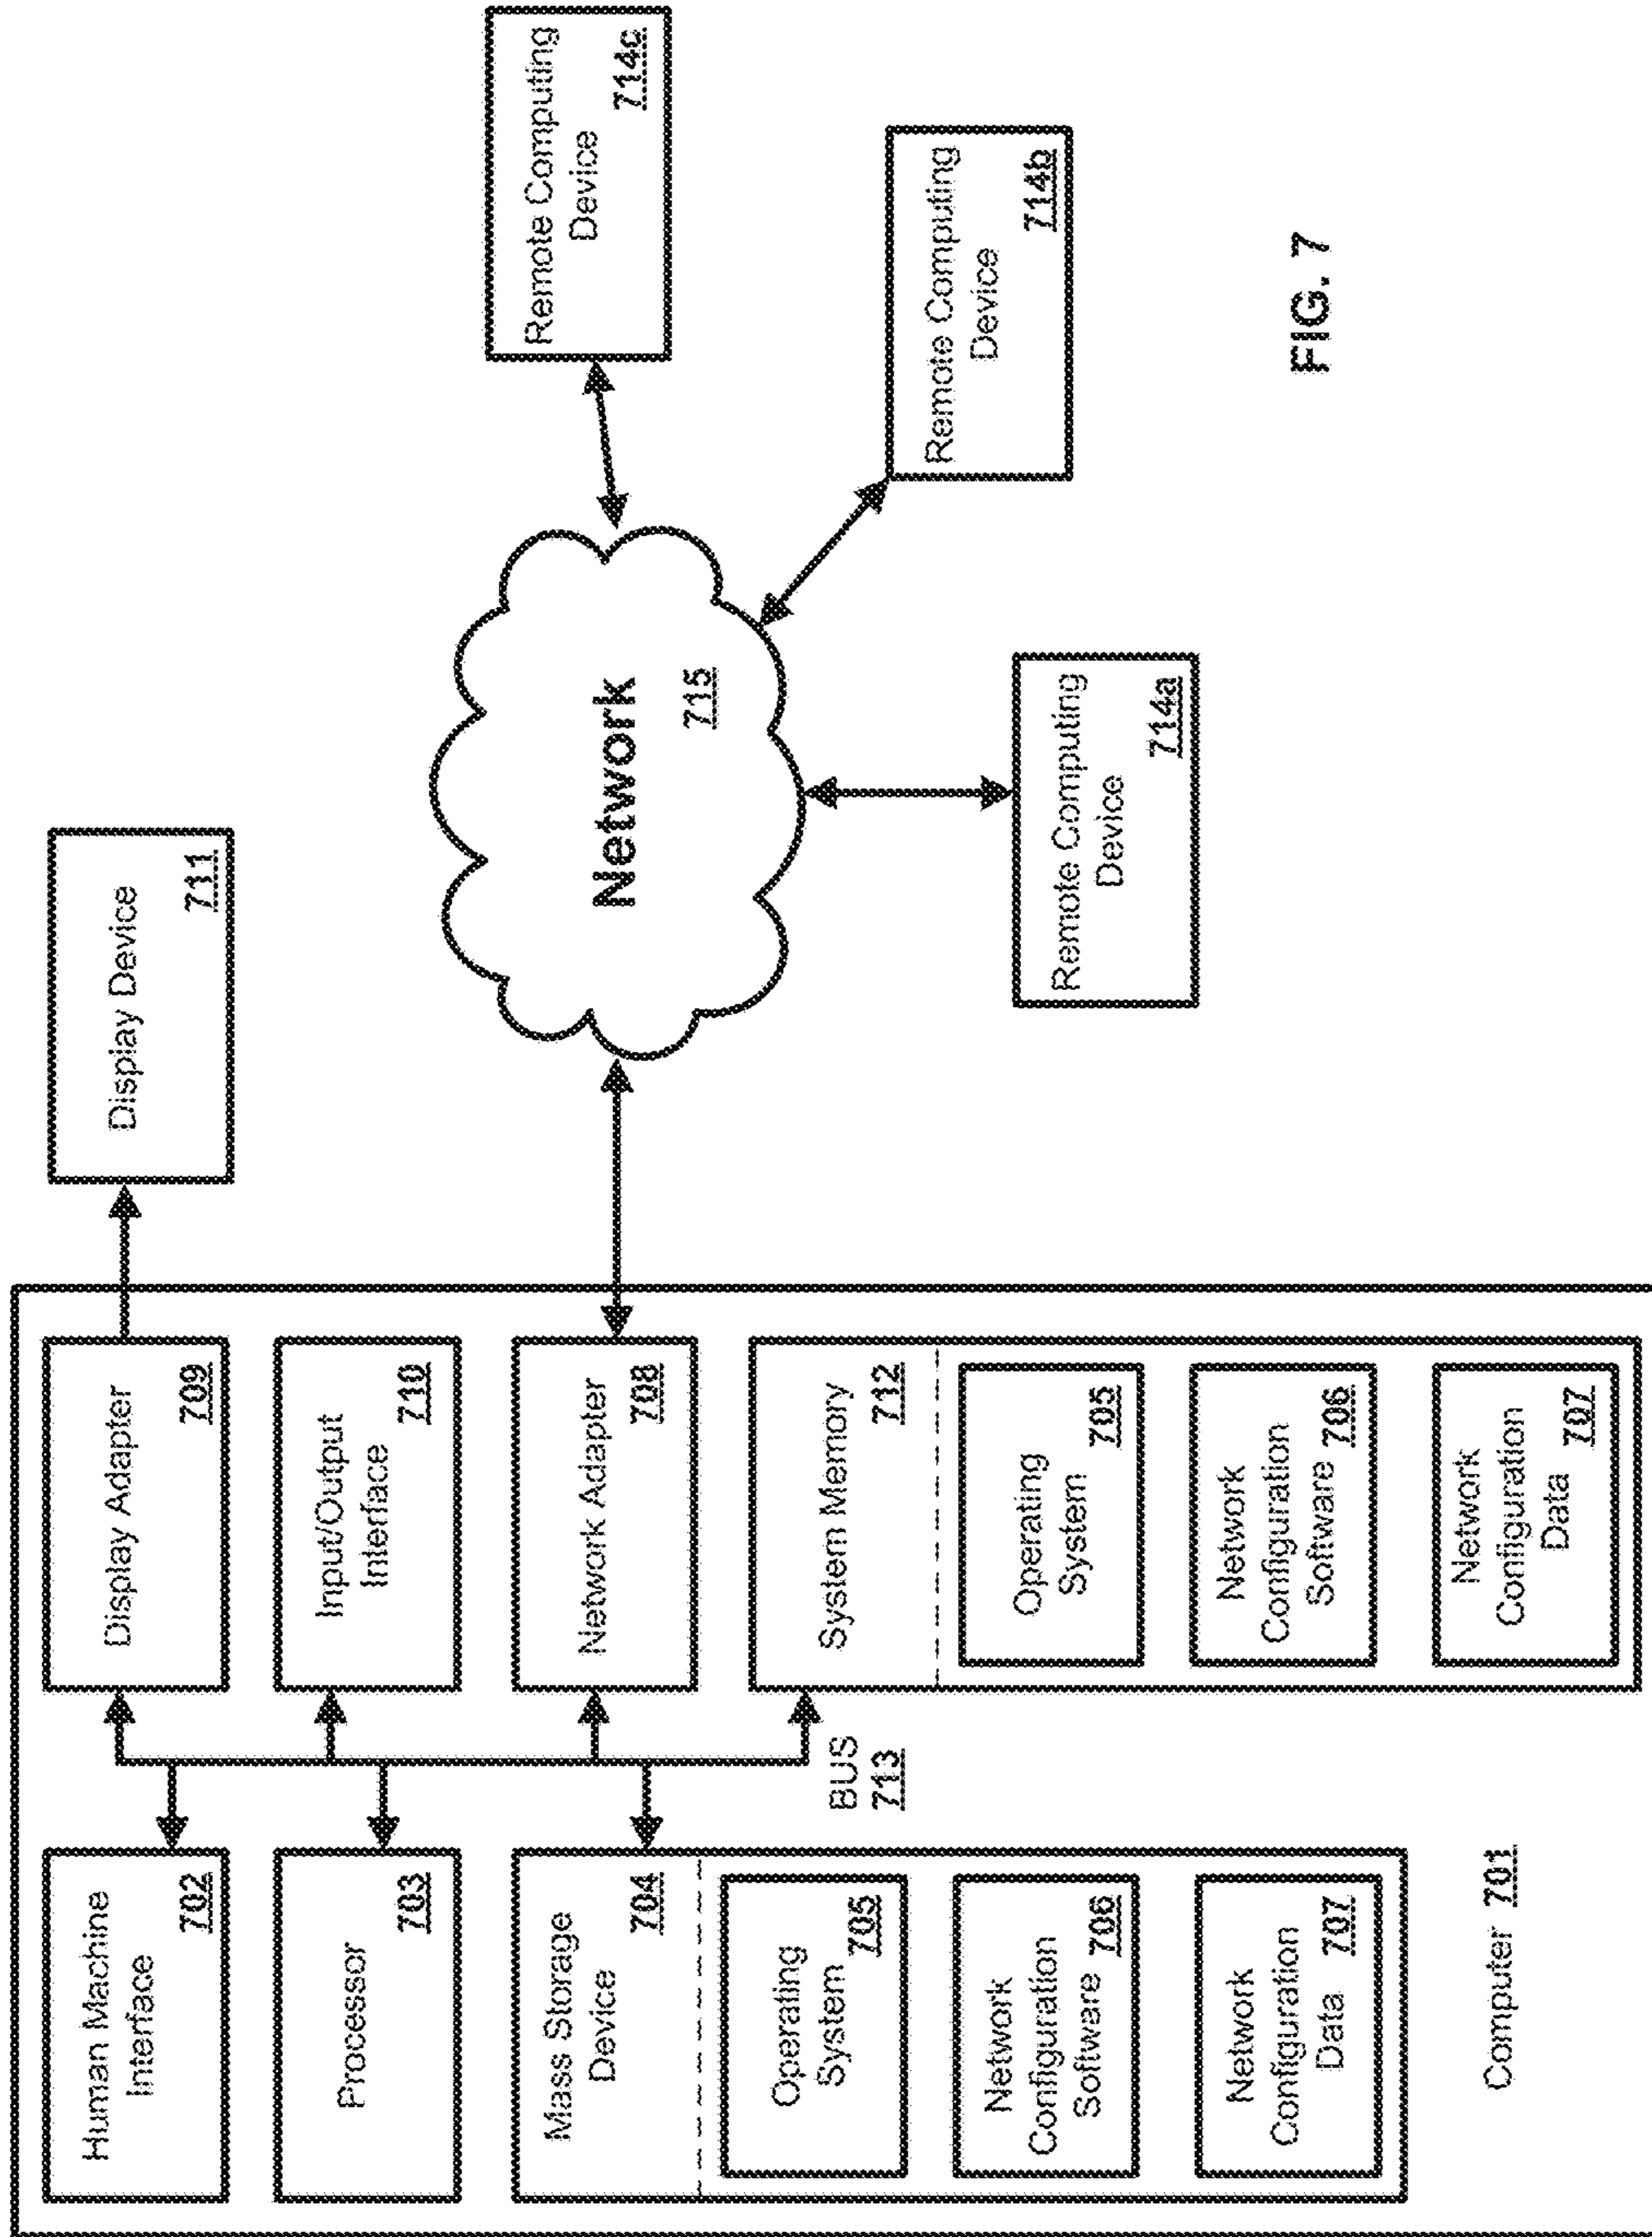 Human Machine
Interface
702
Processor
703
Mass Storage
Device
704
Operating
System
705
Network
Configuration
Software
706
Network
Configuration
Data
707
Computer 701
BUS
713
Display Adapter
709
Input/Output
Interface
710
Network Adapter
708
System Memory
712
Operating
System
705
Network
Configuration
Software
706
Network
Configuration
Data
707
Display Device
711
Network
715
Remote Computing
Device
714a
Remote Computing
Device
714b
Remote Computing
Device
714c
FIG. 7